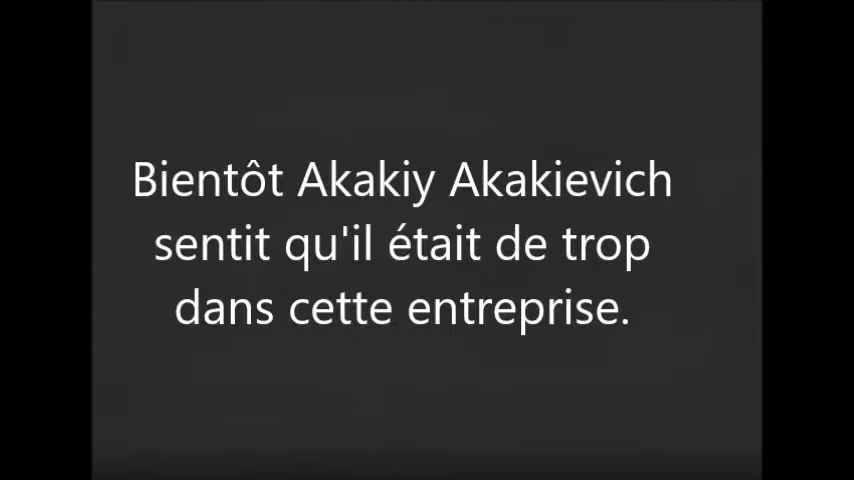 Bientôt Akakiy Akakievich
sentit qu'il était de trop
dans cette entreprise.